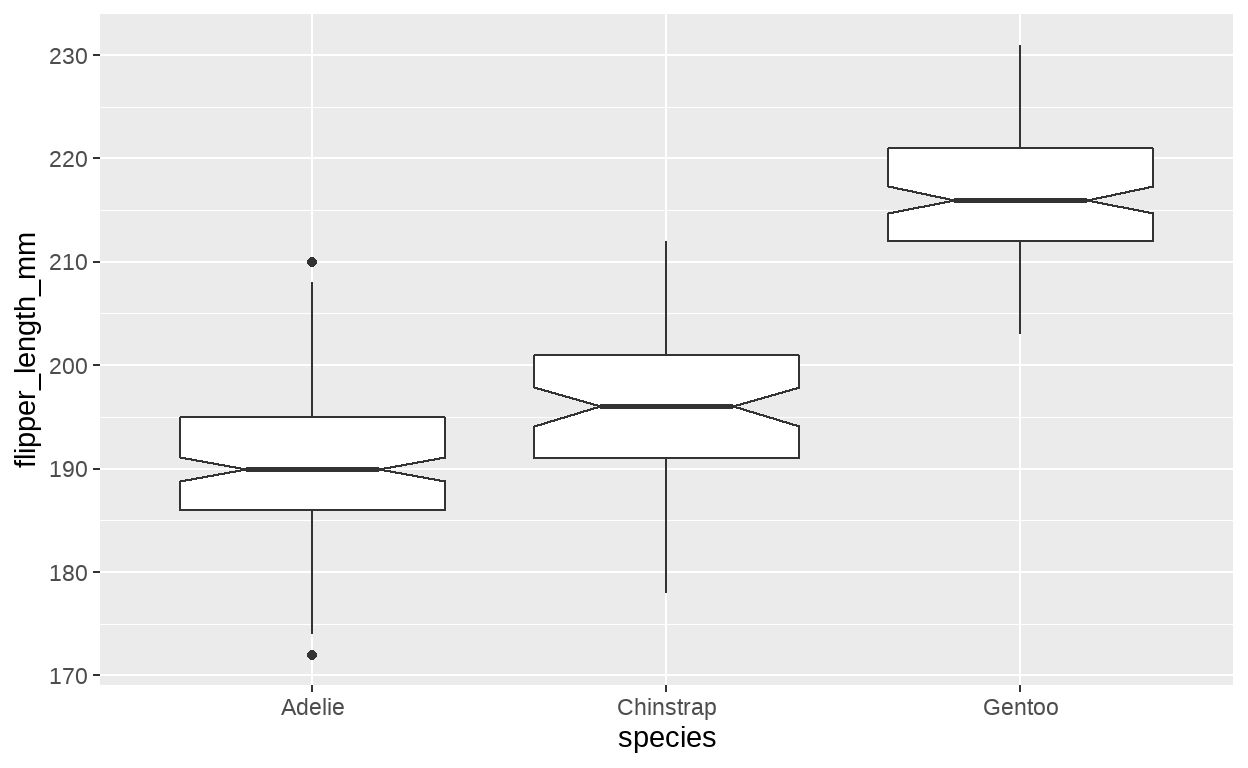 flipper_length_mm
230
220
210
200
190
180
170
Adelie
Chinstrap
Gentoo
species